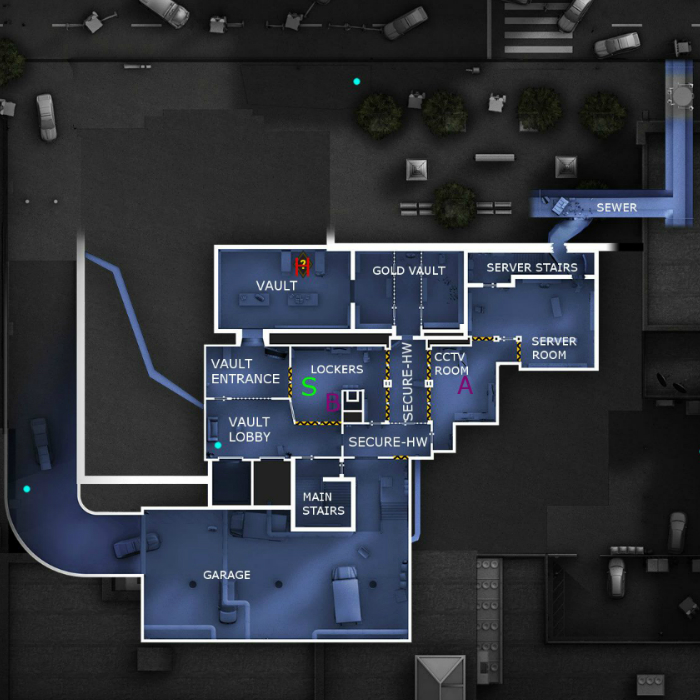 SEWER
VAULT
?
H
GOLD VAULT
SERVER STAIRS
SERVER
ROOM
VAULT
ENTRANCE
LOCKERS
S
B
SECURE-HW
CCTV
ROOM
A
VAULT
LOBBY
SECURE-HW
MAIN
STAIRS
GARAGE